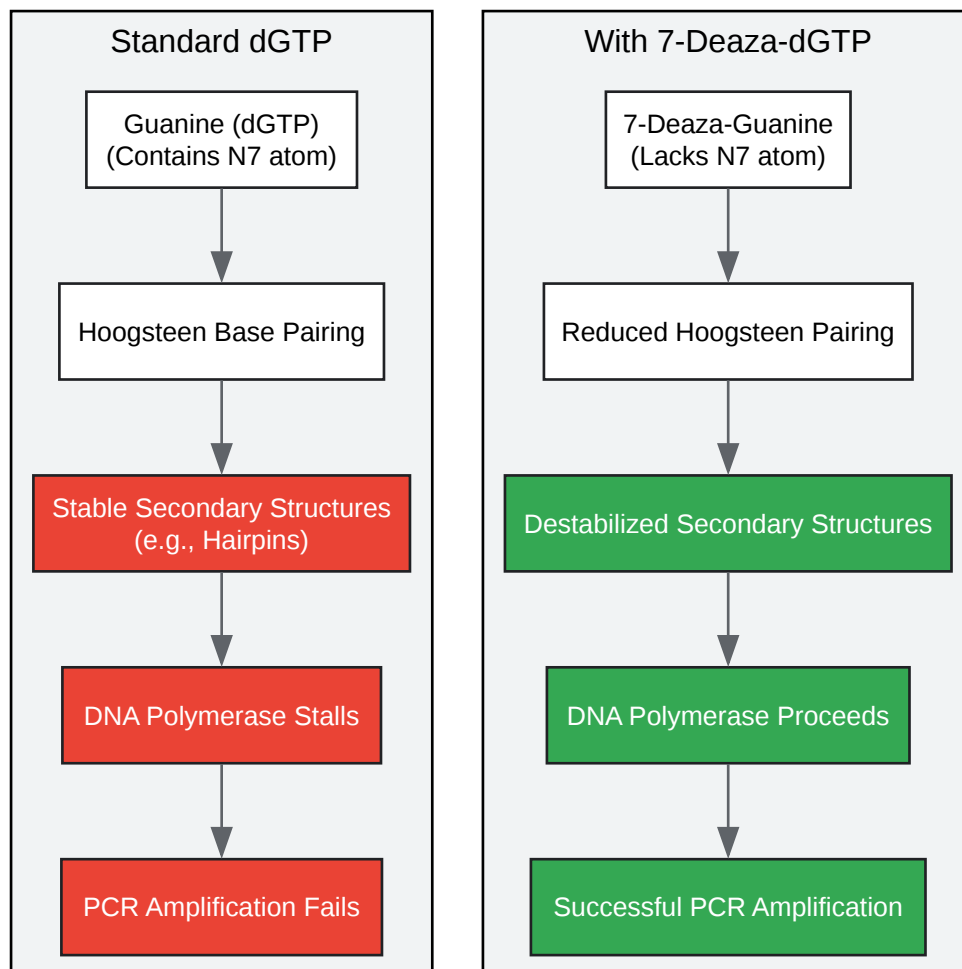 Standard dGTP
Guanine (dGTP)
(Contains N7 atom)
Hoogsteen Base Pairing
Stable Secondary Structures
(e.g., Hairpins)
DNA Polymerase Stalls
PCR Amplification Fails
With 7-Deaza-dGTP
7-Deaza-Guanine
(Lacks N7 atom)
Reduced Hoogsteen Pairing
Destabilized Secondary Structures
DNA Polymerase Proceeds
Successful PCR Amplification